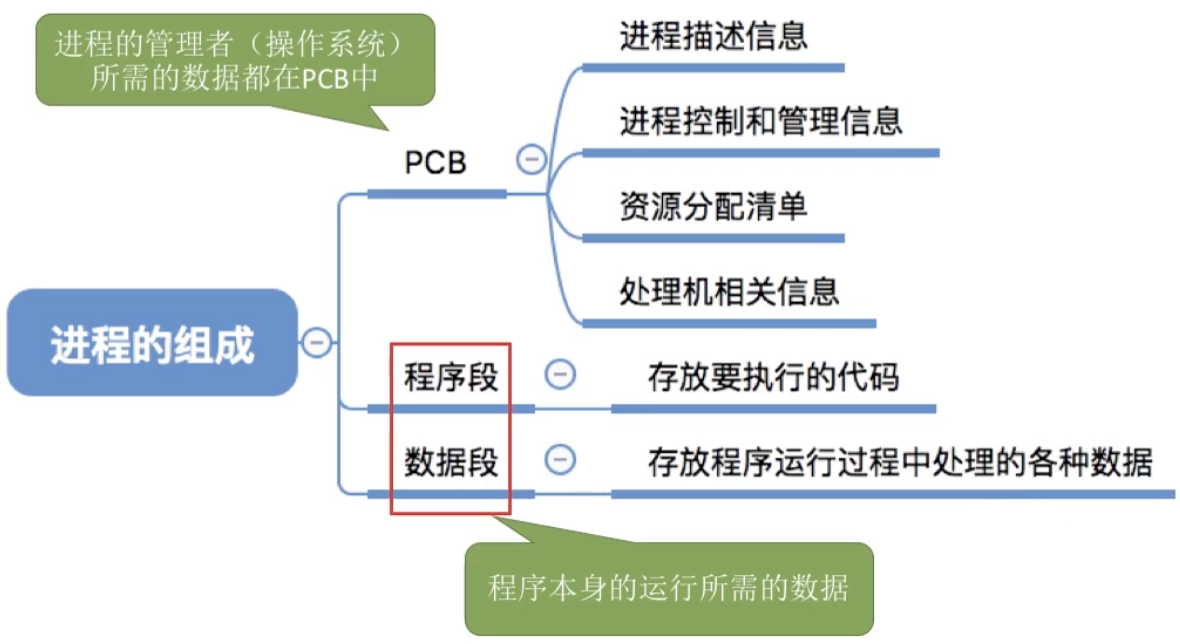 进程的管理者（操作系统）
所需的数据都在PCB中
进程描述信息
进程控制和管理信息
PCB
资源分配清单
处理机相关信息
进程的组成
程序段
存放要执行的代码
数据段
存放程序运行过程中处理的各种数据
程序本身的运行所需的数据